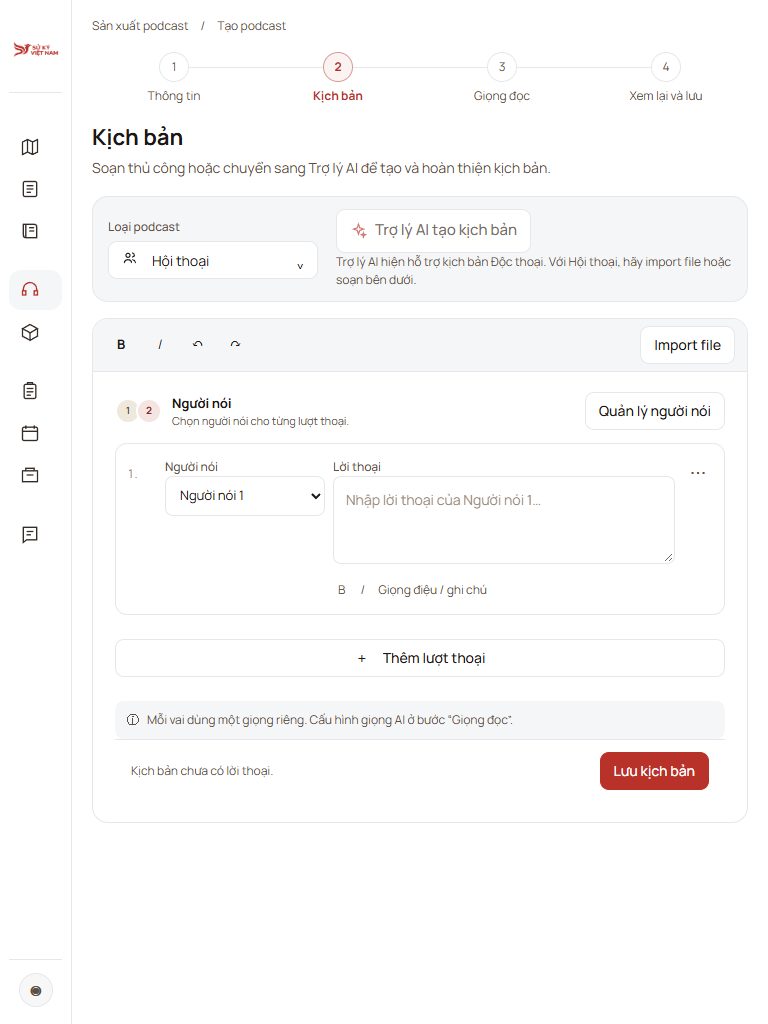 Sản xuất podcast / Tạo podcast
SỬ KÝ
VIỆT NAM
1 2 3 4
Thông tin Kịch bản Giọng đọc Xem lại và lưu
Kịch bản
Soạn thủ công hoặc chuyển sang Trợ lý AI để tạo và hoàn thiện kịch bản.
Loại podcast
Hội thoại
Trợ lý AI tạo kịch bản
Trợ lý AI hiện hỗ trợ kịch bản Độc thoại. Với Hội thoại, hãy import file hoặc
soạn bên dưới.
B I Import file
1 2 Người nói
Chọn người nói cho từng lượt thoại.
Quản lý người nói
1. Người nói Lời thoại ...
Người nói 1 Nhập lời thoại của Người nói 1...
B I Giọng điệu / ghi chú
+ Thêm lượt thoại
Mỗi vai dùng một giọng riêng. Cấu hình giọng AI ở bước “Giọng đọc”.
Kịch bản chưa có lời thoại. Lưu kịch bản